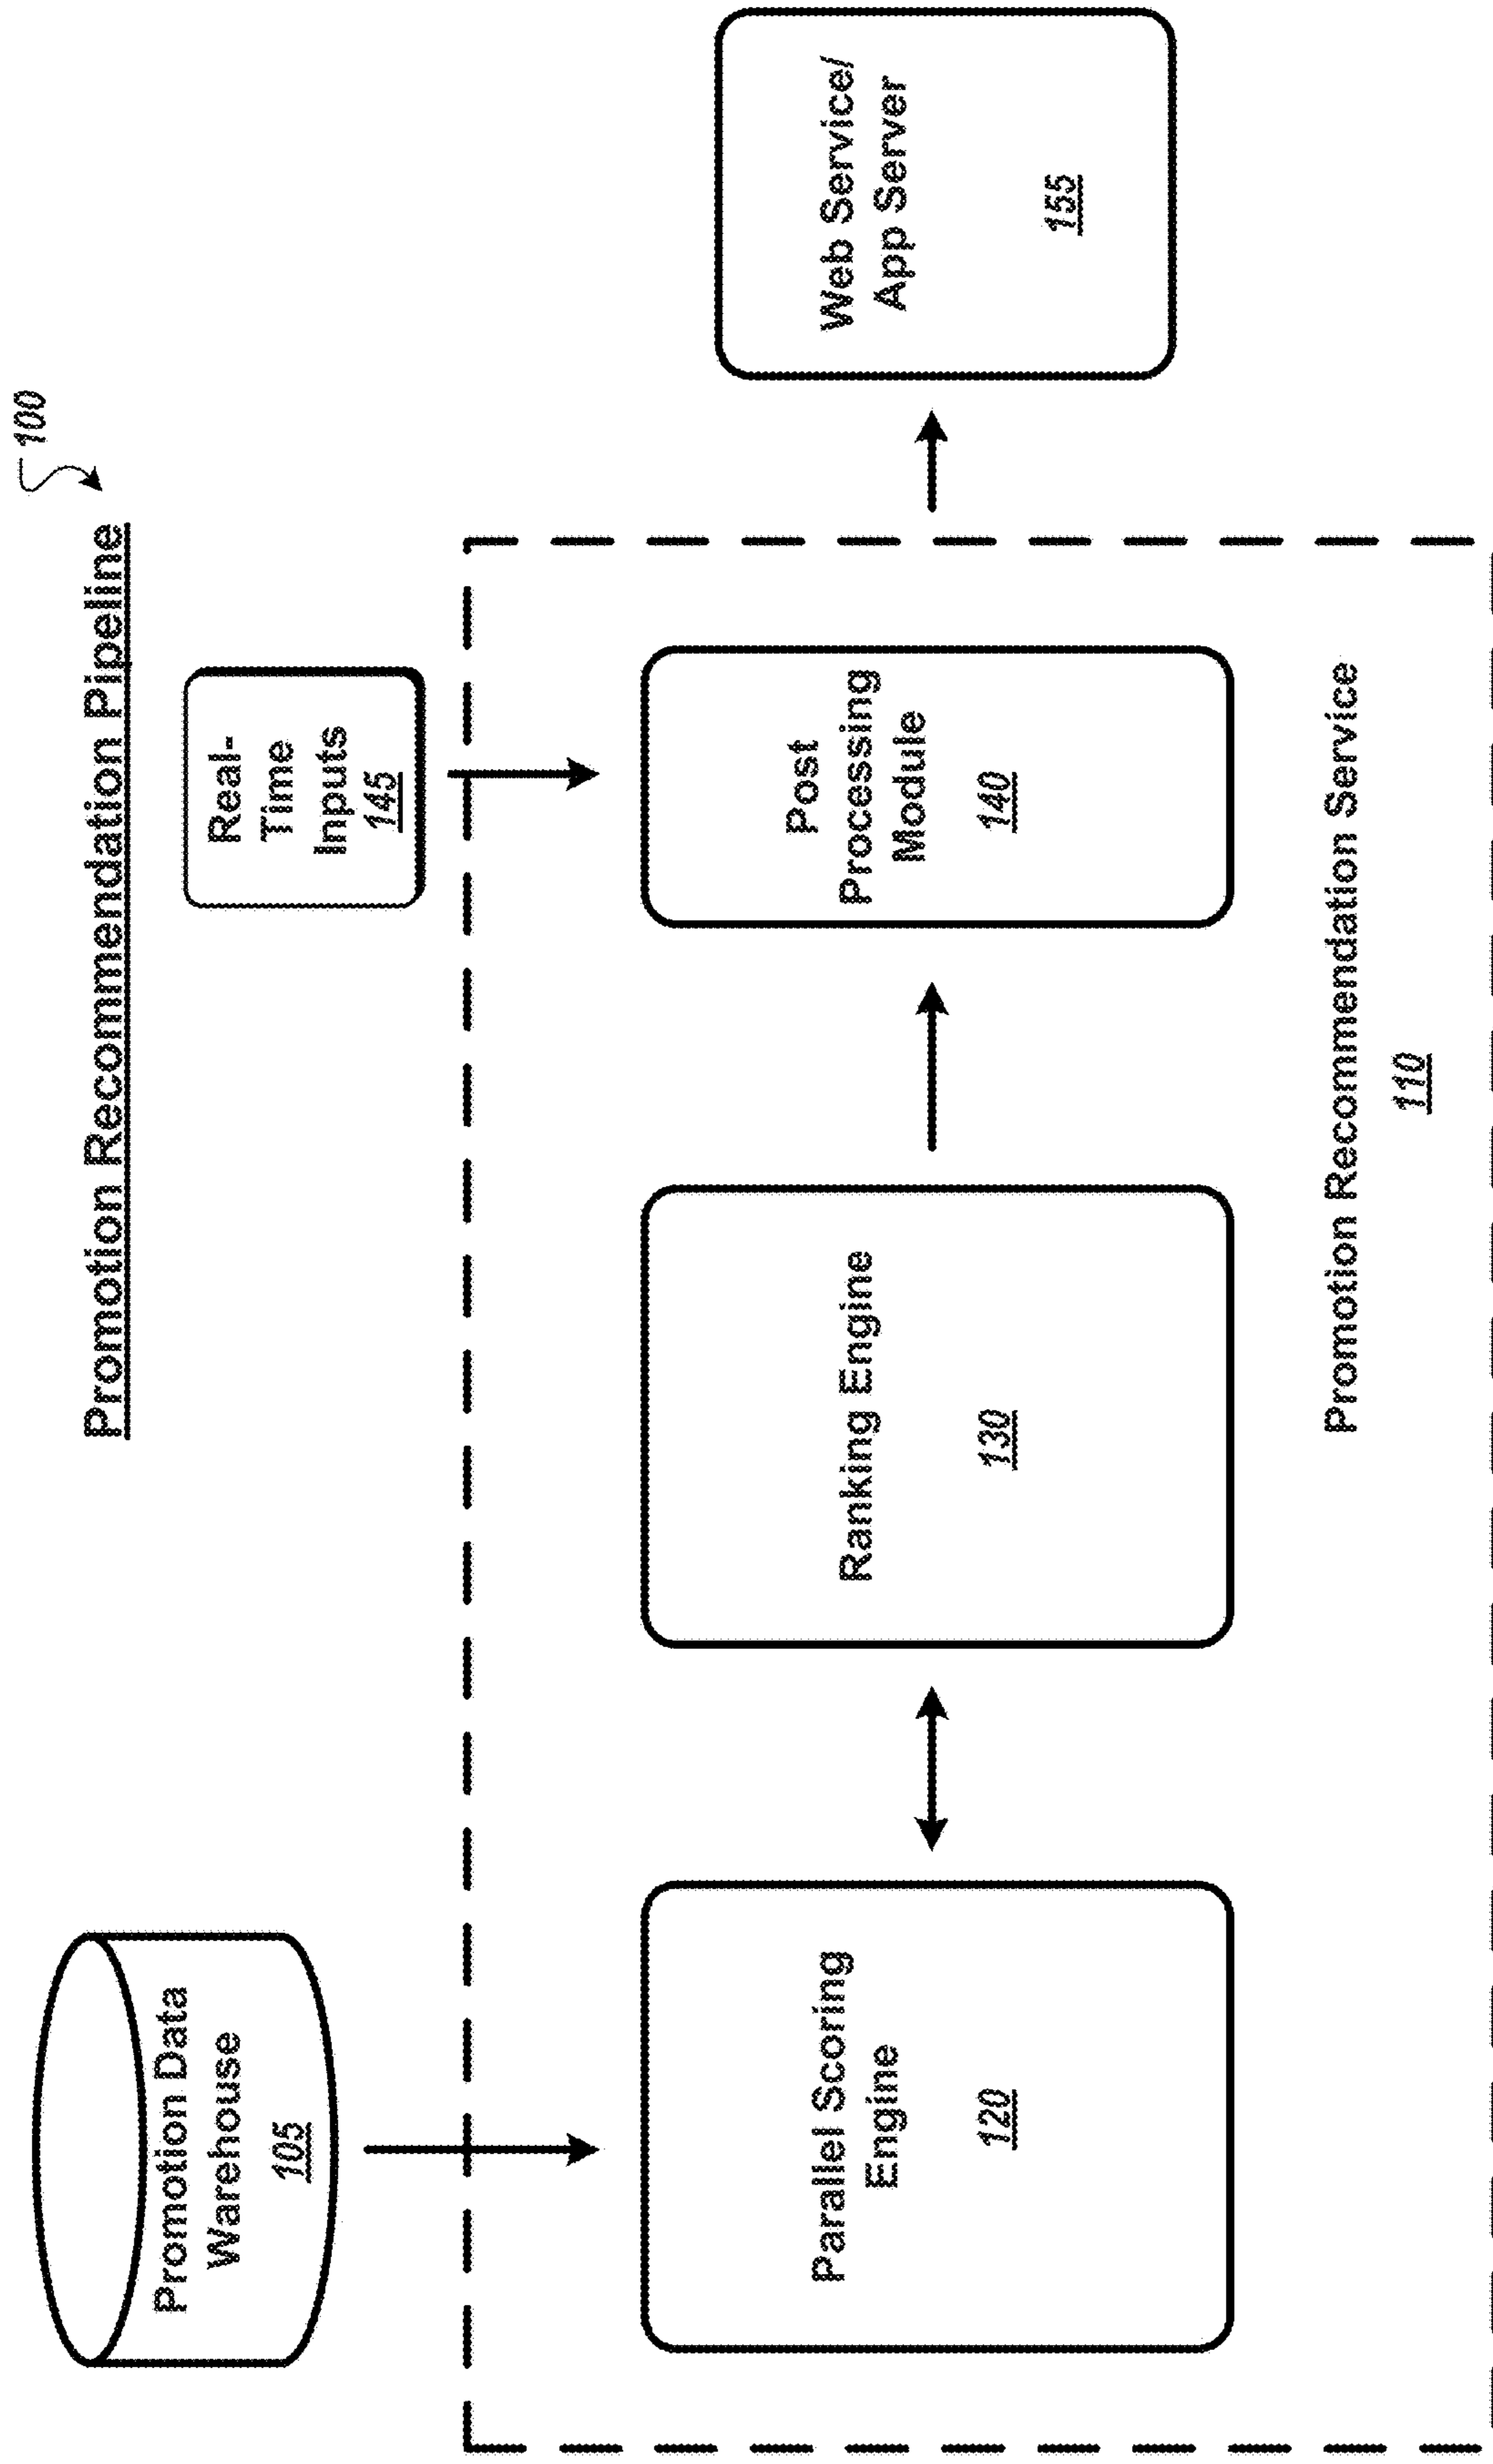 100
Promotion Recommendation Pipeline
Promotion Data
Warehouse
105
Real-
Time
Inputs
145
Parallel Scoring
Engine
120
Ranking Engine
130
Post
Processing
Module
140
Web Service/
App Server
155
Promotion Recommendation Service
110